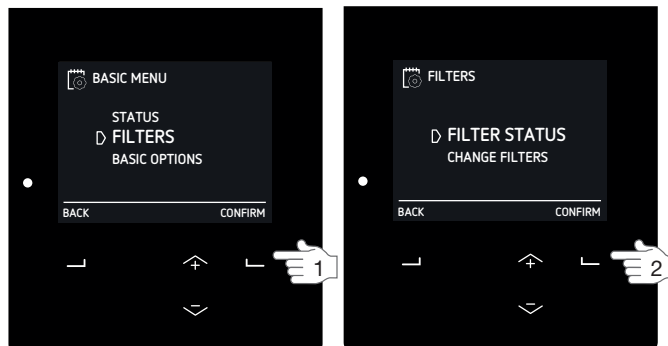 BASIC MENU
STATUS
FILTERS
BASIC OPTIONS
BACK CONFIRM
1
FILTERS
FILTER STATUS
CHANGE FILTERS
BACK CONFIRM
2